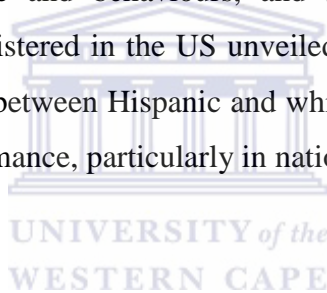 and behaviours, and
istered in the US unveiled
between Hispanic and whi
mance, particularly in natio
UNIVERSITY of the
WESTERN CAPE